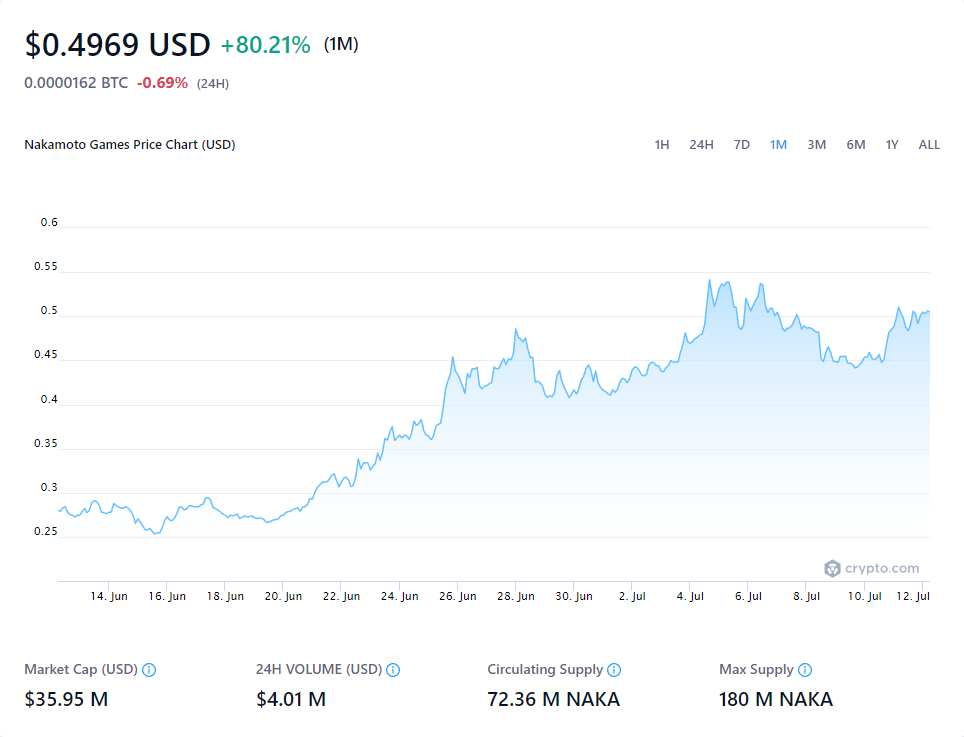 $0.4969 USD +80.21% (1M)
0.0000162 BTC -0.69% (24H)
Nakamoto Games Price Chart (USD)
1H 24H 7D 1M 3M 6M 1Y ALL
0.6
0.55
0.5
0.45
0.4
0.35
0.3
0.25
crypto.com
14. Jun 16. Jun 18. Jun 20. Jun 22. Jun 24. Jun 26. Jun 28. Jun 30. Jun 2. Jul 4. Jul 6. Jul 8. Jul 10. Jul 12. Jul
Market Cap (USD) 24H VOLUME (USD) Circulating Supply Max Supply
$35.95 M $4.01 M 72.36 M NAKA 180 M NAKA